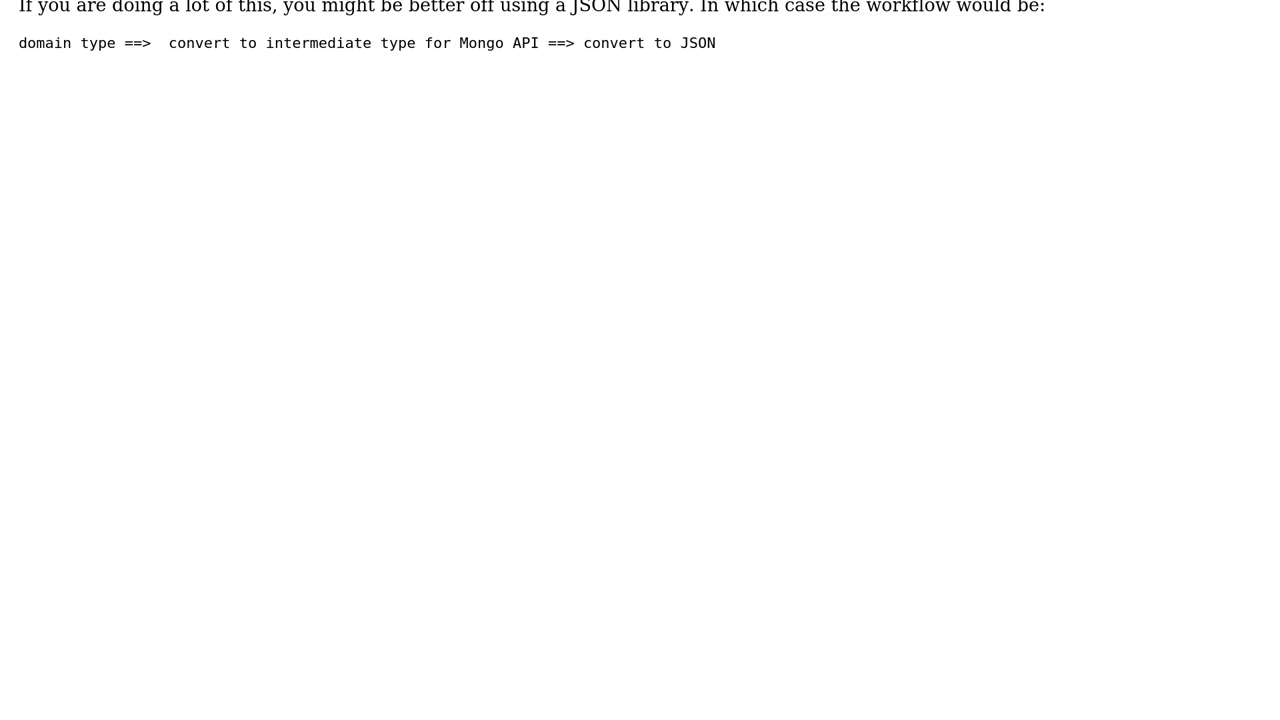 If you are doing a lot of this, you might be better off using a JSON library. In which case the workflow would be:
domain type ==>  convert to intermediate type for Mongo API ==> convert to JSON